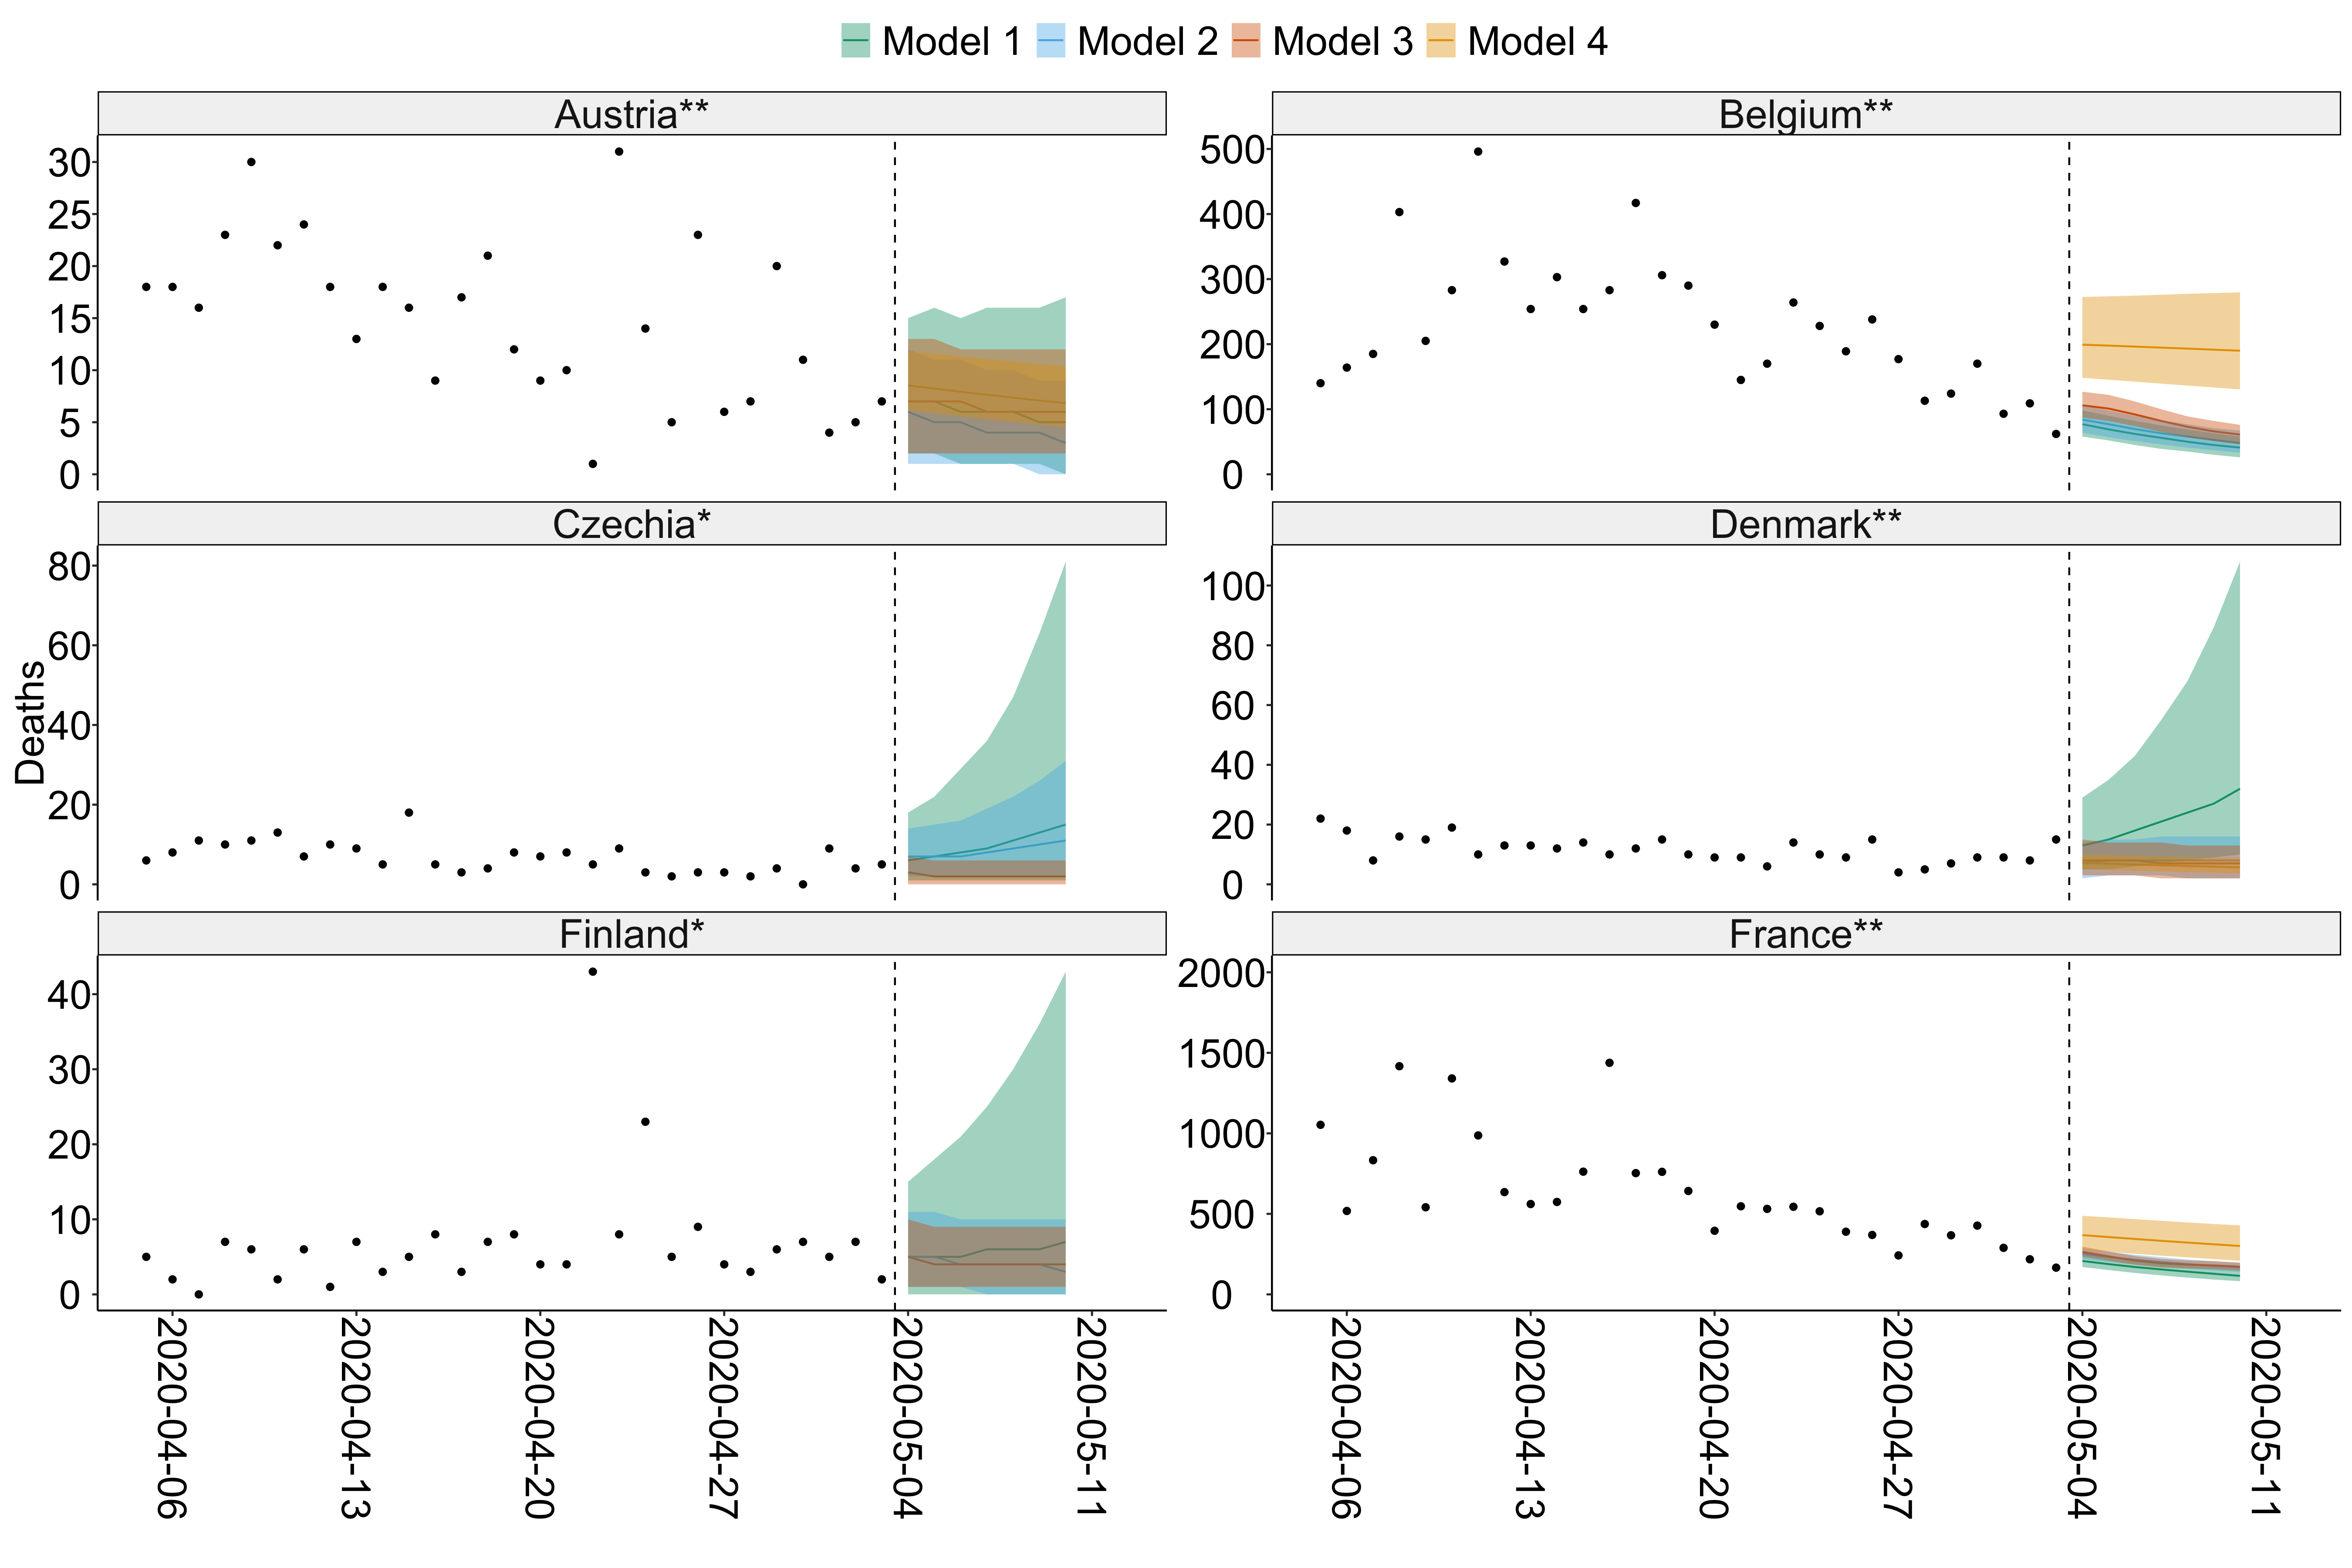 Model 1 Model 2 Model 3 Model 4
Austria** Belgium**
30 25 20 15 10 5 0
500 400 300 200 100 0
Czechia* Denmark**
80 60 40 20 0
100 80 60 40 20 0
Deaths
Finland* France**
40 30 20 10 0
2000 1500 1000 500 0
2020-04-06 2020-04-13 2020-04-20 2020-04-27 2020-05-04 2020-05-11
2020-04-06 2020-04-13 2020-04-20 2020-04-27 2020-05-04 2020-05-11